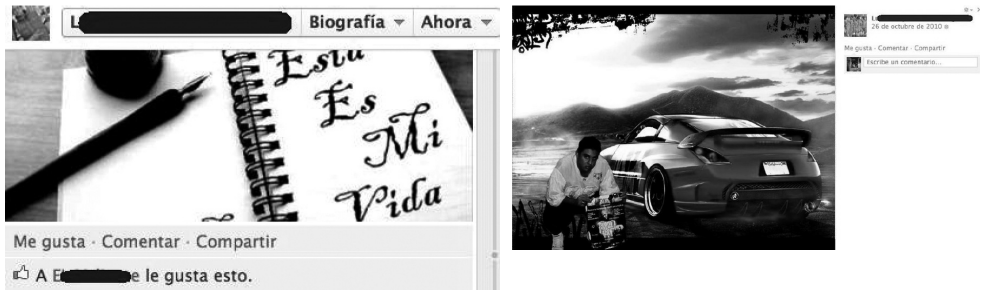 L
Biografía
Ahora
Esta
Es
Mi
Vida
Me gusta · Comentar · Compartir
A E e le gusta esto.
26 de octubre de 2010
Me gusta · Comentar · Compartir
Escribe un comentario...